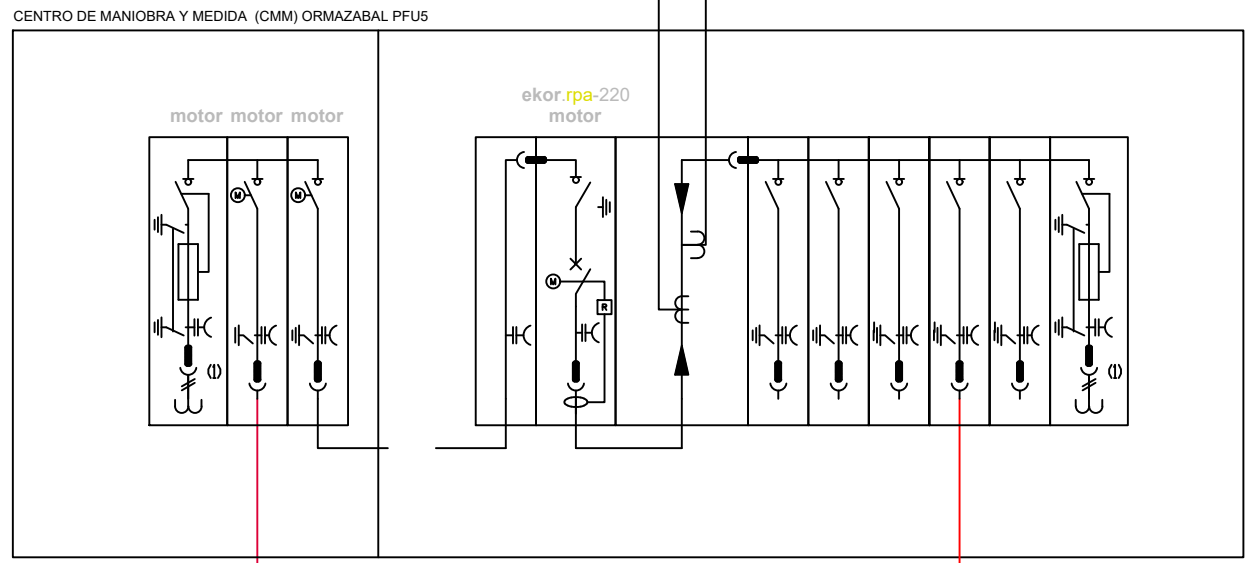 CENTRO DE MANIOBRA Y MEDIDA (CMM) ORMAZABAL PFU5
ekor.rpa-220
motor motor motor
motor
M
M
M
R
(1)
(1)